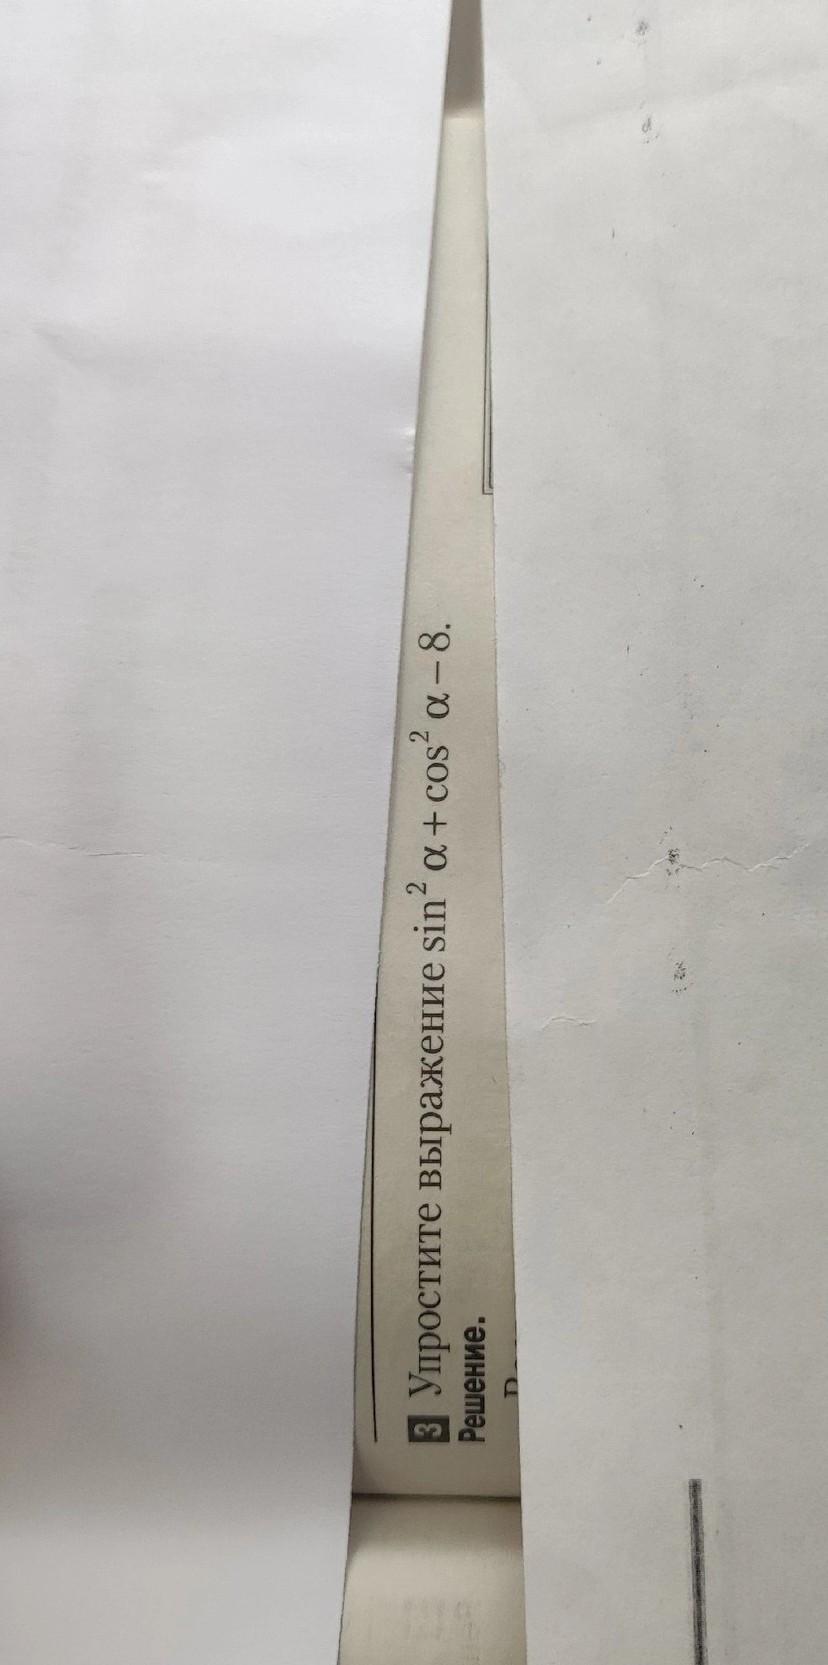 3 Упростите выражение sin² α + cos² α – 8.
Решение.